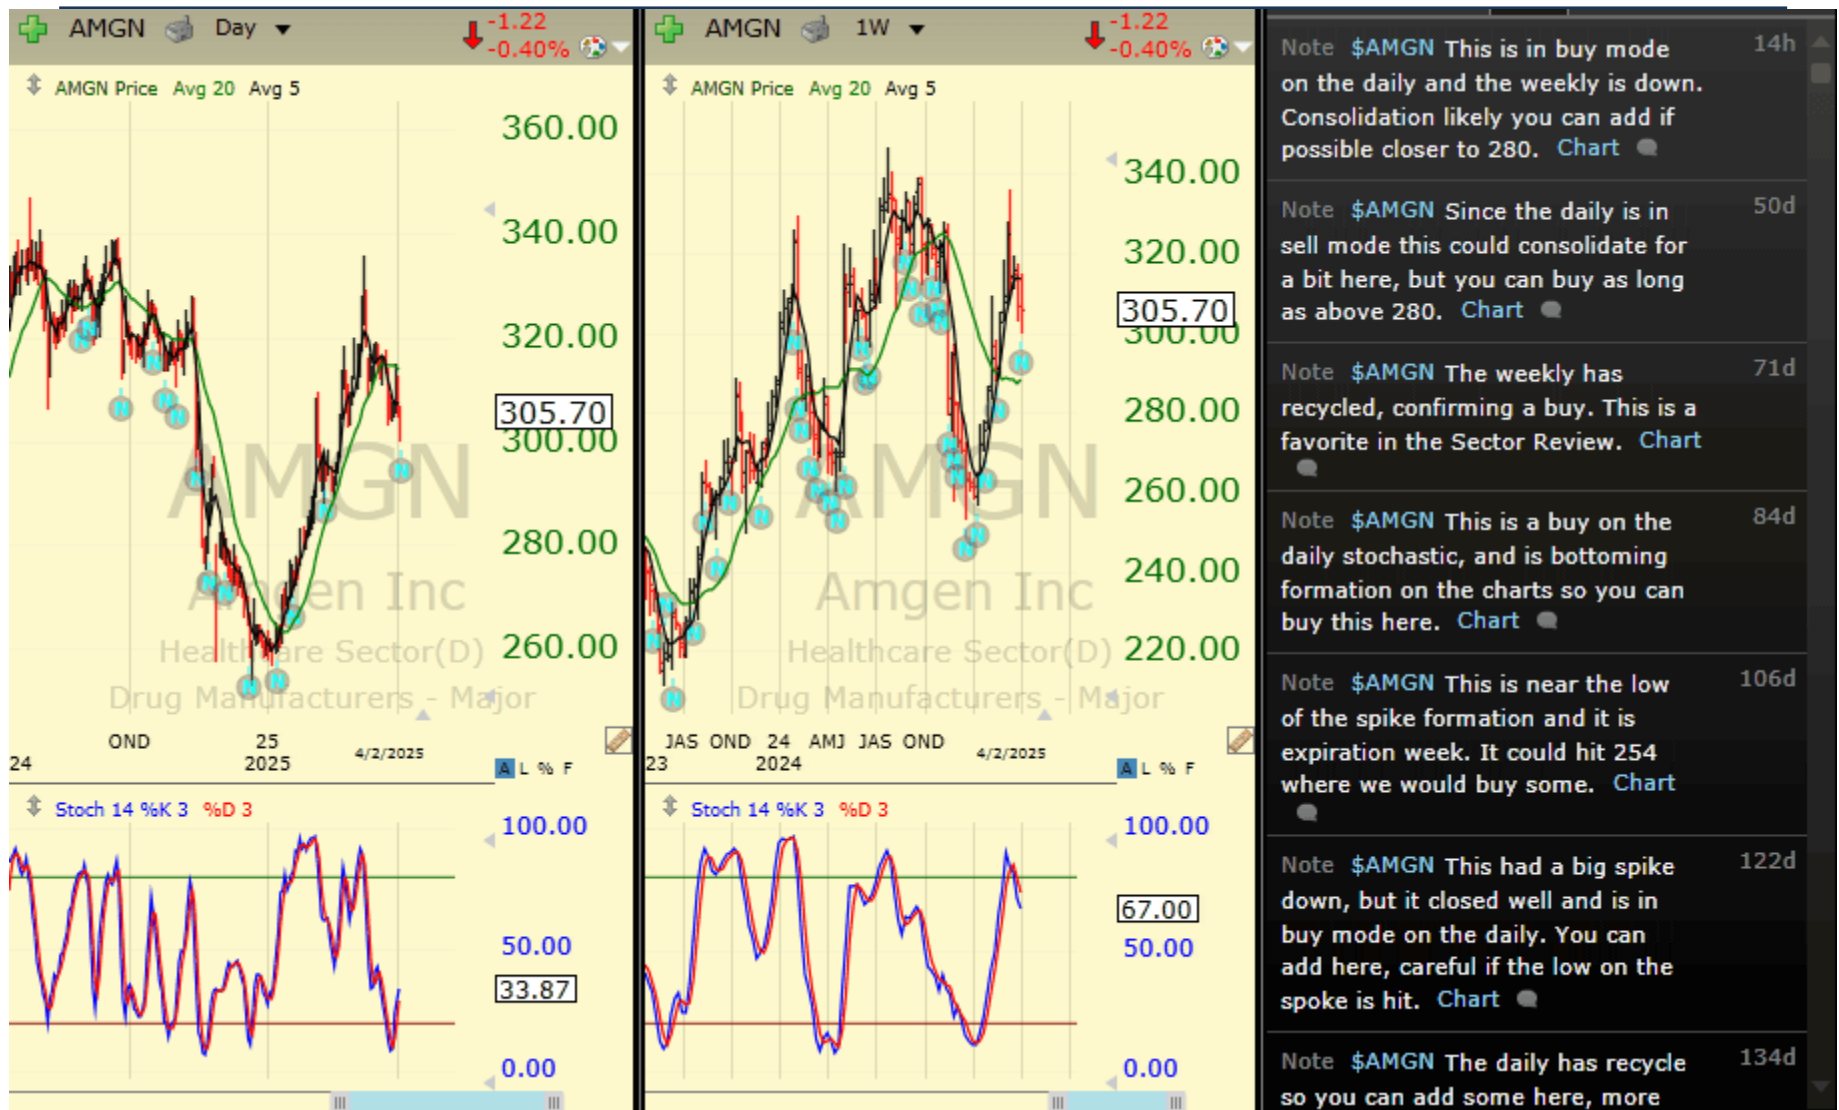 AMGN Day -1.22
-0.40%
AMGN Price Avg 20 Avg 5
360.00
340.00
320.00
305.70
300.00
280.00
260.00
AMGN
Amgen Inc
Healthcare Sector(D)
Drug Manufacturers - Major
OND 25
24 2025 4/2/2025
A L % F
Stoch 14 %K 3 %D 3
100.00
50.00
33.87
0.00
AMGN 1W -1.22
-0.40%
AMGN Price Avg 20 Avg 5
340.00
320.00
305.70
300.00
280.00
260.00
240.00
220.00
AMGN
Amgen Inc
Healthcare Sector(D)
Drug Manufacturers - Major
JAS OND 24 AMJ JAS OND
23 2024 4/2/2025
A L % F
Stoch 14 %K 3 %D 3
100.00
67.00
50.00
0.00
Note $AMGN This is in buy mode 14h
on the daily and the weekly is down.
Consolidation likely you can add if
possible closer to 280. Chart
Note $AMGN Since the daily is in 50d
sell mode this could consolidate for
a bit here, but you can buy as long
as above 280. Chart
Note $AMGN The weekly has 71d
recycled, confirming a buy. This is a
favorite in the Sector Review. Chart
Note $AMGN This is a buy on the 84d
daily stochastic, and is bottoming
formation on the charts so you can
buy this here. Chart
Note $AMGN This is near the low 106d
of the spike formation and it is
expiration week. It could hit 254
where we would buy some. Chart
Note $AMGN This had a big spike 122d
down, but it closed well and is in
buy mode on the daily. You can
add here, careful if the low on the
spoke is hit. Chart
Note $AMGN The daily has recycle 134d
so you can add some here, more